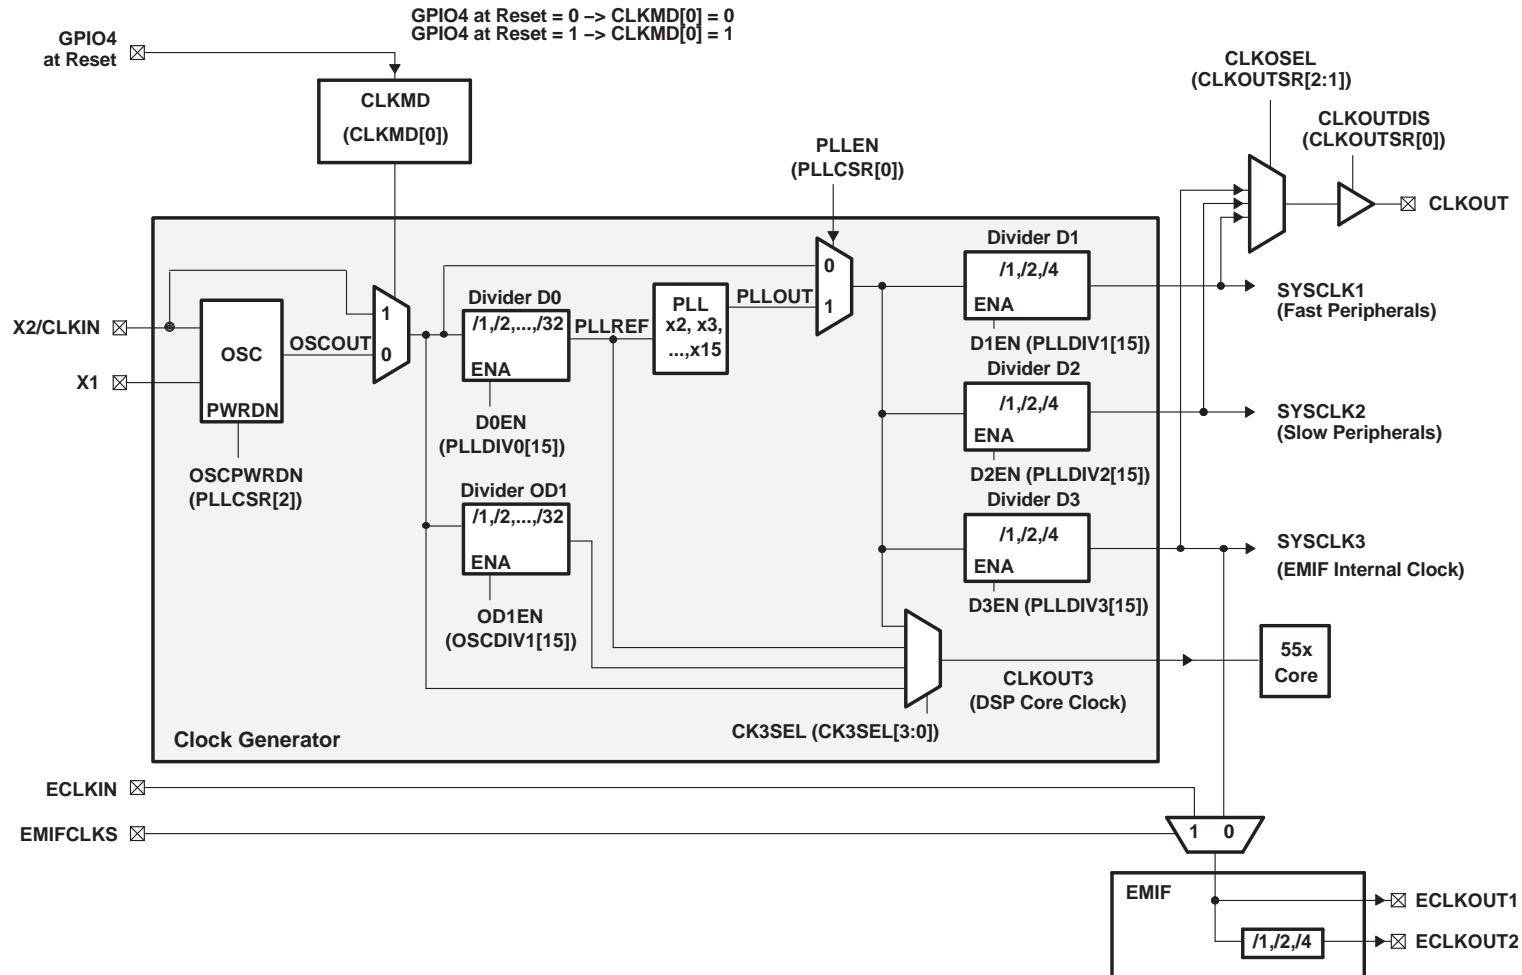 GPIO4 at Reset = 0 –> CLKMD[0] = 0
GPIO4 at Reset = 1 –> CLKMD[0] = 1
GPIO4
at Reset
CLKMD
(CLKMD[0])
CLKOSEL
(CLKOUTSR[2:1])
CLKOUTDIS
(CLKOUTSR[0])
CLKOUT
PLLEN
(PLLCSR[0])
X2/CLKIN
X1
OSC
PWRDN
OSCPWRDN
(PLLCSR[2])
OSCOUT
1
0
Divider D0
/1,/2,...,/32
ENA
D0EN
(PLLDIV0[15])
PLLREF
PLL
x2, x3,
...,x15
PLLOUT
0
1
Divider D1
/1,/2,/4
ENA
D1EN (PLLDIV1[15])
SYSCLK1
(Fast Peripherals)
Divider D2
/1,/2,/4
ENA
D2EN (PLLDIV2[15])
SYSCLK2
(Slow Peripherals)
Divider OD1
/1,/2,...,/32
ENA
OD1EN
(OSCDIV1[15])
Divider D3
/1,/2,/4
ENA
D3EN (PLLDIV3[15])
SYSCLK3
(EMIF Internal Clock)
CLKOUT3
(DSP Core Clock)
55x
Core
CK3SEL (CK3SEL[3:0])
Clock Generator
ECLKIN
EMIFCLKS
1 0
EMIF
ECLKOUT1
/1,/2,/4
ECLKOUT2